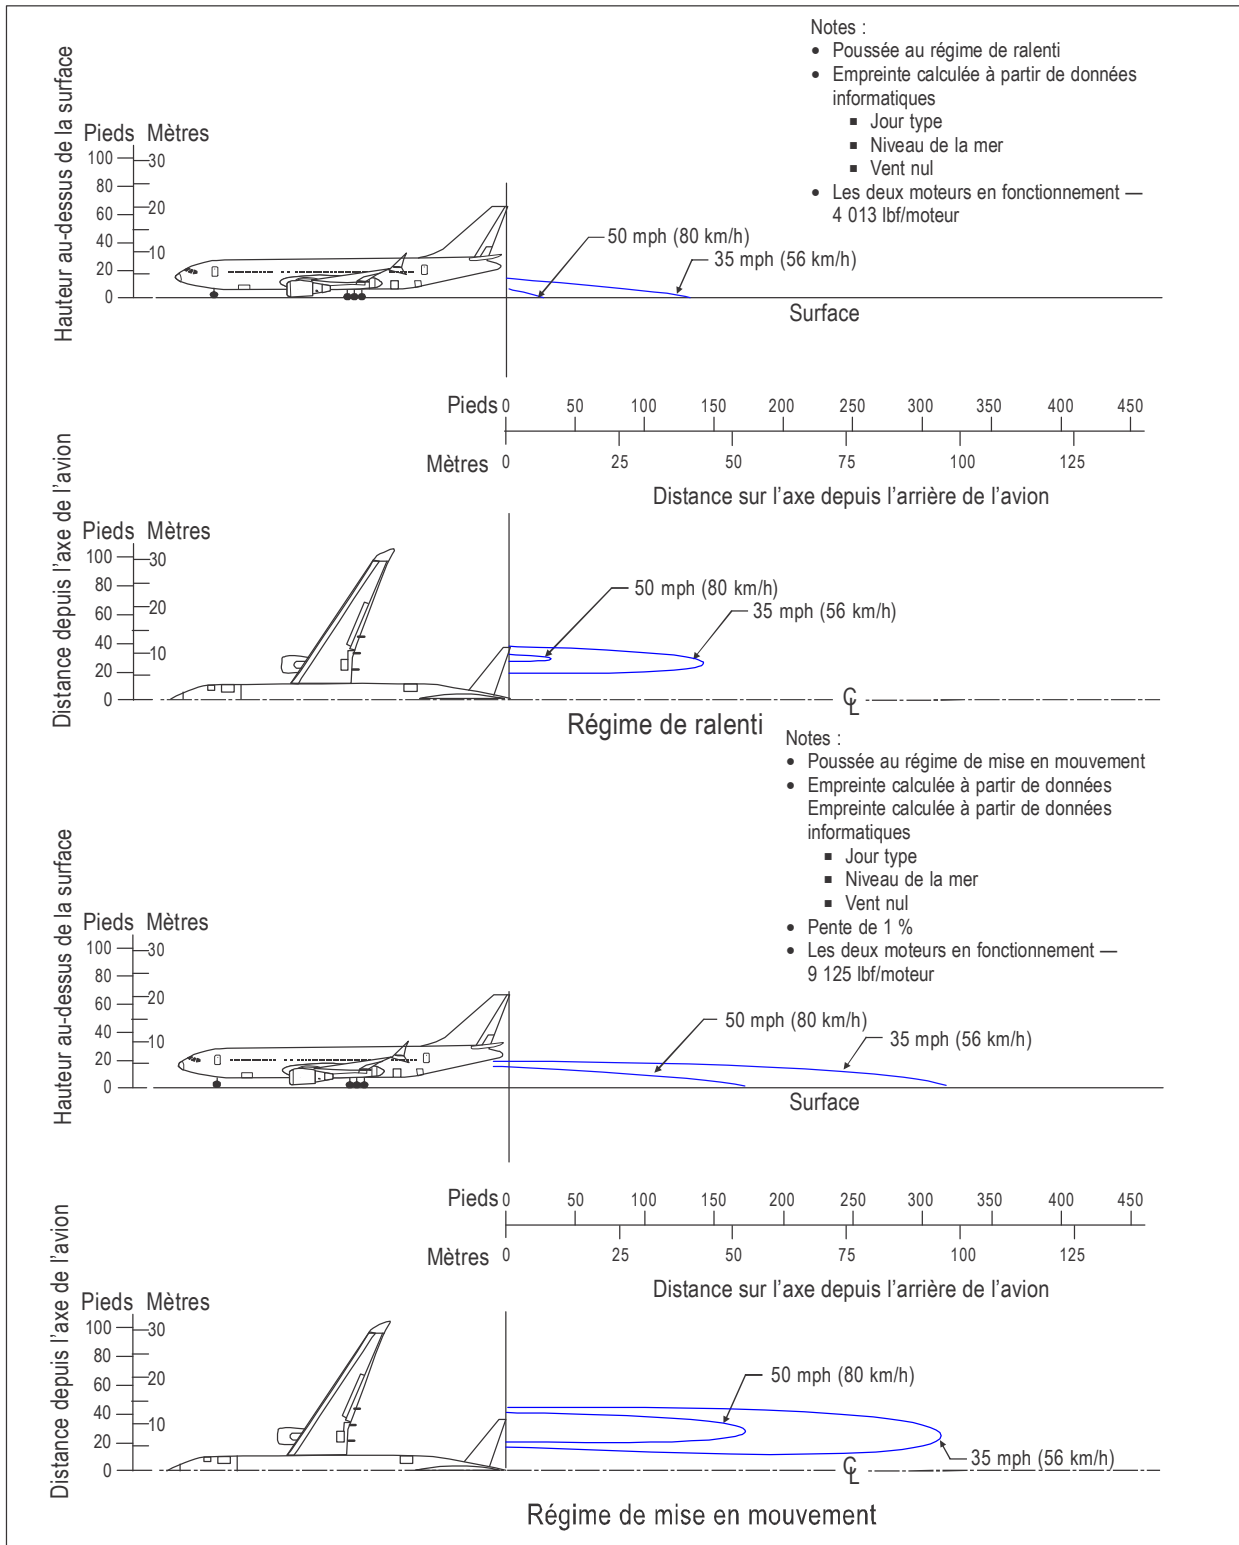 Notes :
• Poussée au régime de ralenti
• Empreinte calculée à partir de données
informatiques
▪ Jour type
▪ Niveau de la mer
▪ Vent nul
• Les deux moteurs en fonctionnement —
4 013 lbf/moteur
Hauteur au-dessus de la surface
Pieds Mètres
100
80
60
40
20
0
30
20
10
50 mph (80 km/h)
35 mph (56 km/h)
Surface
Pieds 0 50 100 150 200 250 300 350 400 450
Mètres 0 25 50 75 100 125
Distance sur l'axe depuis l'arrière de l'avion
Distance depuis l'axe de l'avion
Pieds Mètres
100
80
60
40
20
0
30
20
10
50 mph (80 km/h)
35 mph (56 km/h)
℄
Régime de ralenti
Notes :
• Poussée au régime de mise en mouvement
• Empreinte calculée à partir de données
Empreinte calculée à partir de données
informatiques
▪ Jour type
▪ Niveau de la mer
▪ Vent nul
• Pente de 1 %
• Les deux moteurs en fonctionnement —
9 125 lbf/moteur
Hauteur au-dessus de la surface
Pieds Mètres
100
80
60
40
20
0
30
20
10
50 mph (80 km/h)
35 mph (56 km/h)
Surface
Pieds 0 50 100 150 200 250 300 350 400 450
Mètres 0 25 50 75 100 125
Distance sur l'axe depuis l'arrière de l'avion
Distance depuis l'axe de l'avion
Pieds Mètres
100
80
60
40
20
0
30
20
10
50 mph (80 km/h)
35 mph (56 km/h)
℄
Régime de mise en mouvement